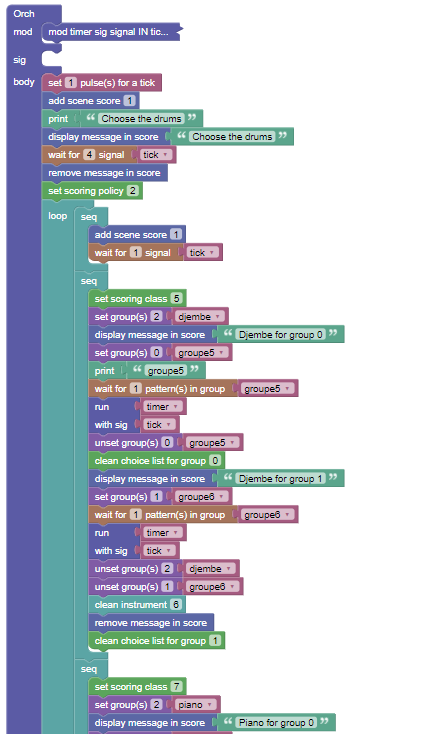 Orch
mod mod timer sig signal IN tic...
sig
body set 1 pulse(s) for a tick
add scene score 1
print “ Choose the drums ”
display message in score “ Choose the drums ”
wait for 4 signal tick
remove message in score
set scoring policy 2
loop seq
add scene score 1
wait for 1 signal tick
seq
set scoring class 5
set group(s) 2 djembe
display message in score “ Djembe for group 0 ”
set group(s) 0 groupe5
print “ groupe5 ”
wait for 1 pattern(s) in group groupe5
run timer
with sig tick
unset group(s) 0 groupe5
clean choice list for group 0
display message in score “ Djembe for group 1 ”
set group(s) 1 groupe6
wait for 1 pattern(s) in group groupe6
run timer
with sig tick
unset group(s) 2 djembe
unset group(s) 1 groupe6
clean instrument 6
remove message in score
clean choice list for group 1
seq
set scoring class 7
set group(s) 2 piano
display message in score “ Piano for group 0 ”